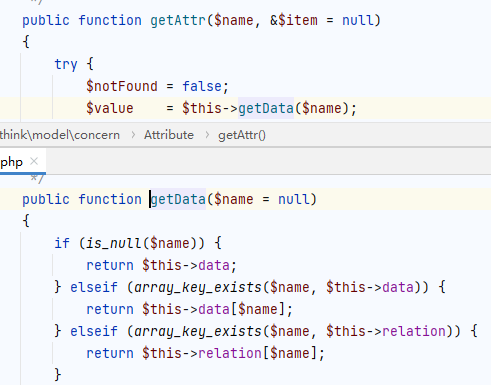 */
public function getAttr($name, &$item = null)
{
try {
$notFound = false;
$value = $this->getData($name);
think\model\concern > Attribute > getAttr()
php ×
*/
public function getData($name = null)
{
if (is_null($name)) {
return $this->data;
} elseif (array_key_exists($name, $this->data)) {
return $this->data[$name];
} elseif (array_key_exists($name, $this->relation)) {
return $this->relation[$name];
}